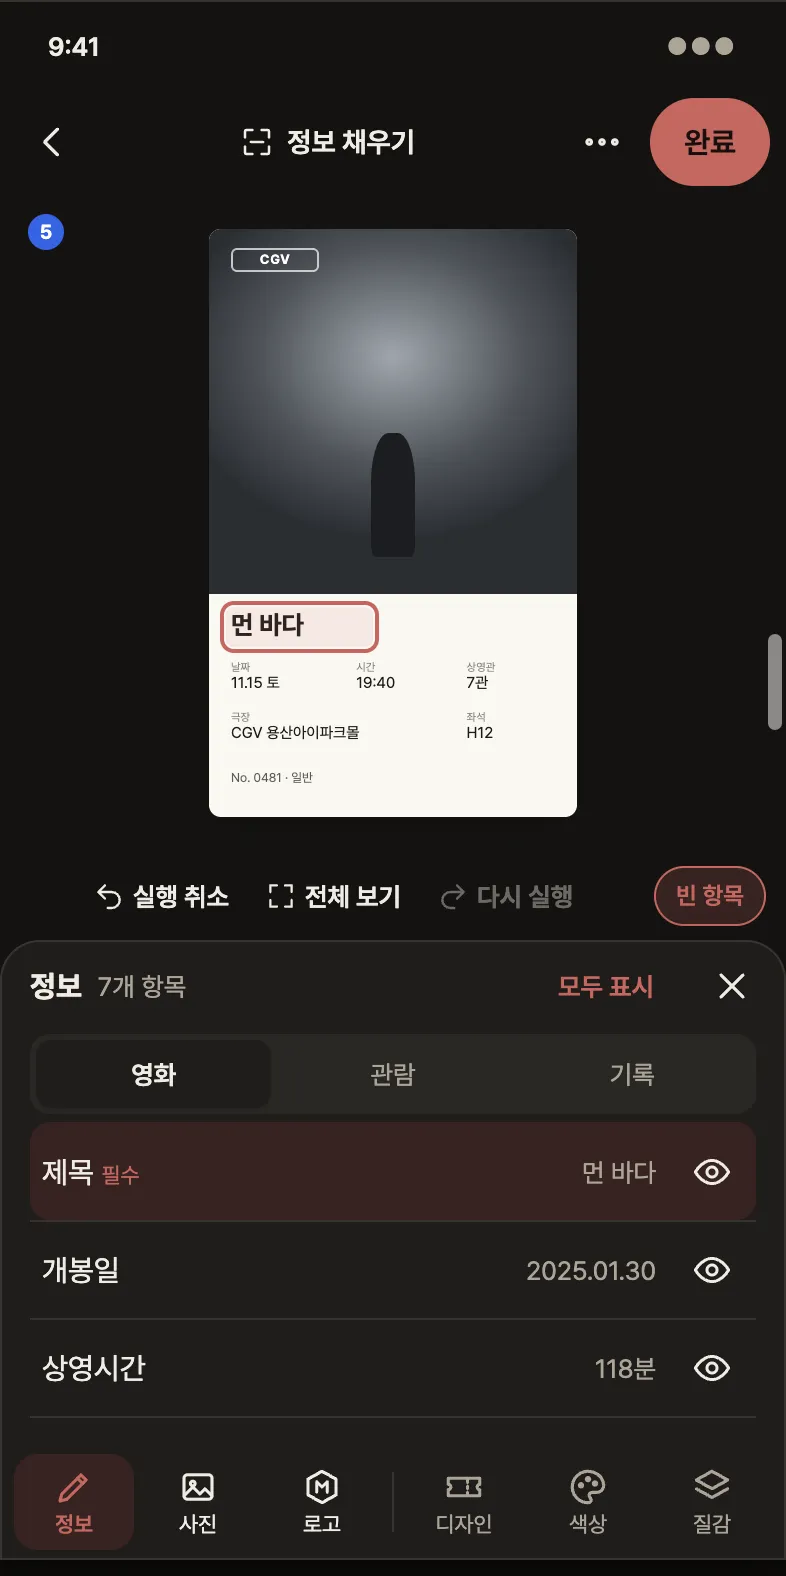 9:41
정보 채우기
완료
5
CGV
먼 바다
날짜 시간 상영관
11.15 토 19:40 7관
극장 좌석
CGV 용산아이파크몰 H12
No. 0481 · 일반
실행 취소 전체 보기 다시 실행 빈 항목
정보 7개 항목 모두 표시
영화 관람 기록
제목 필수 먼 바다
개봉일 2025.01.30
상영시간 118분
정보 사진 로고 디자인 색상 질감